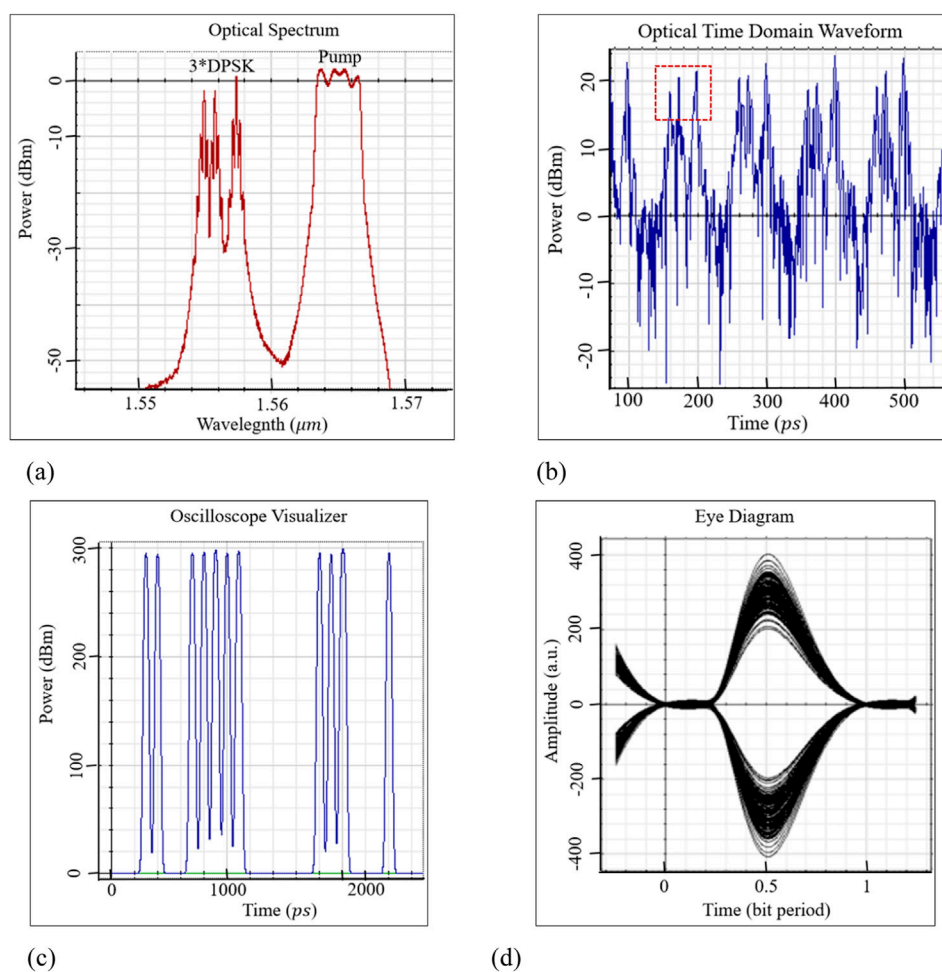 Optical Spectrum
3*DPSK
Pump
Power (dBm)
0
-10
-30
-50
1.55
1.56
1.57
Wavelegnth (μm)
(a)
Optical Time Domain Waveform
Power (dBm)
20
10
0
-10
-20
100
200
300
400
500
Time (ps)
(b)
Oscilloscope Visualizer
Power (dBm)
300
200
100
0
0
1000
2000
Time (ps)
(c)
Eye Diagram
Amplitude (a.u.)
400
200
0
-200
-400
0
0.5
1
Time (bit period)
(d)